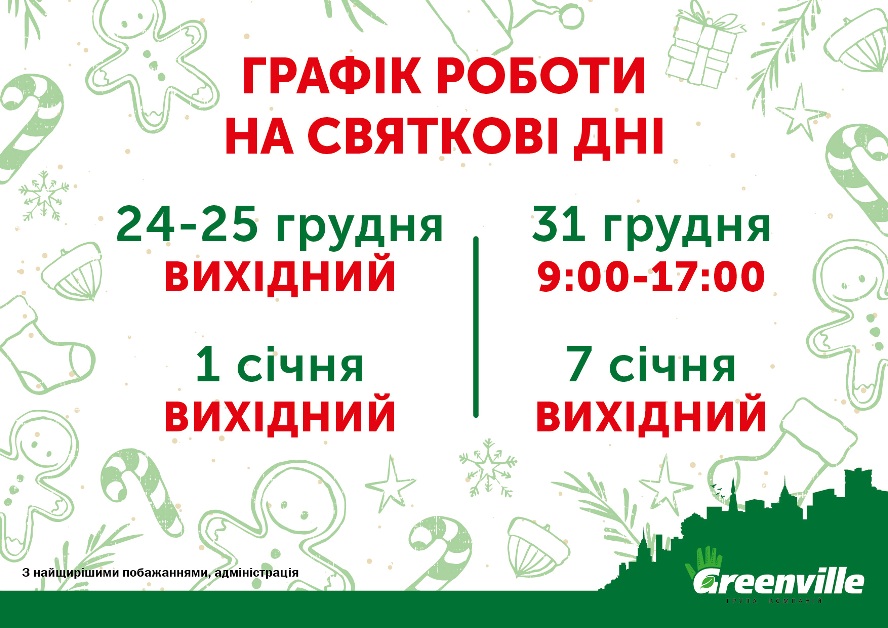 ГРАФІК РОБОТИ
НА СВЯТКОВІ ДНІ
24-25 грудня
ВИХІДНИЙ
31 грудня
9:00-17:00
1 січня
ВИХІДНИЙ
7 січня
ВИХІДНИЙ
З найщирішими побажаннями, адміністрація
Greenville